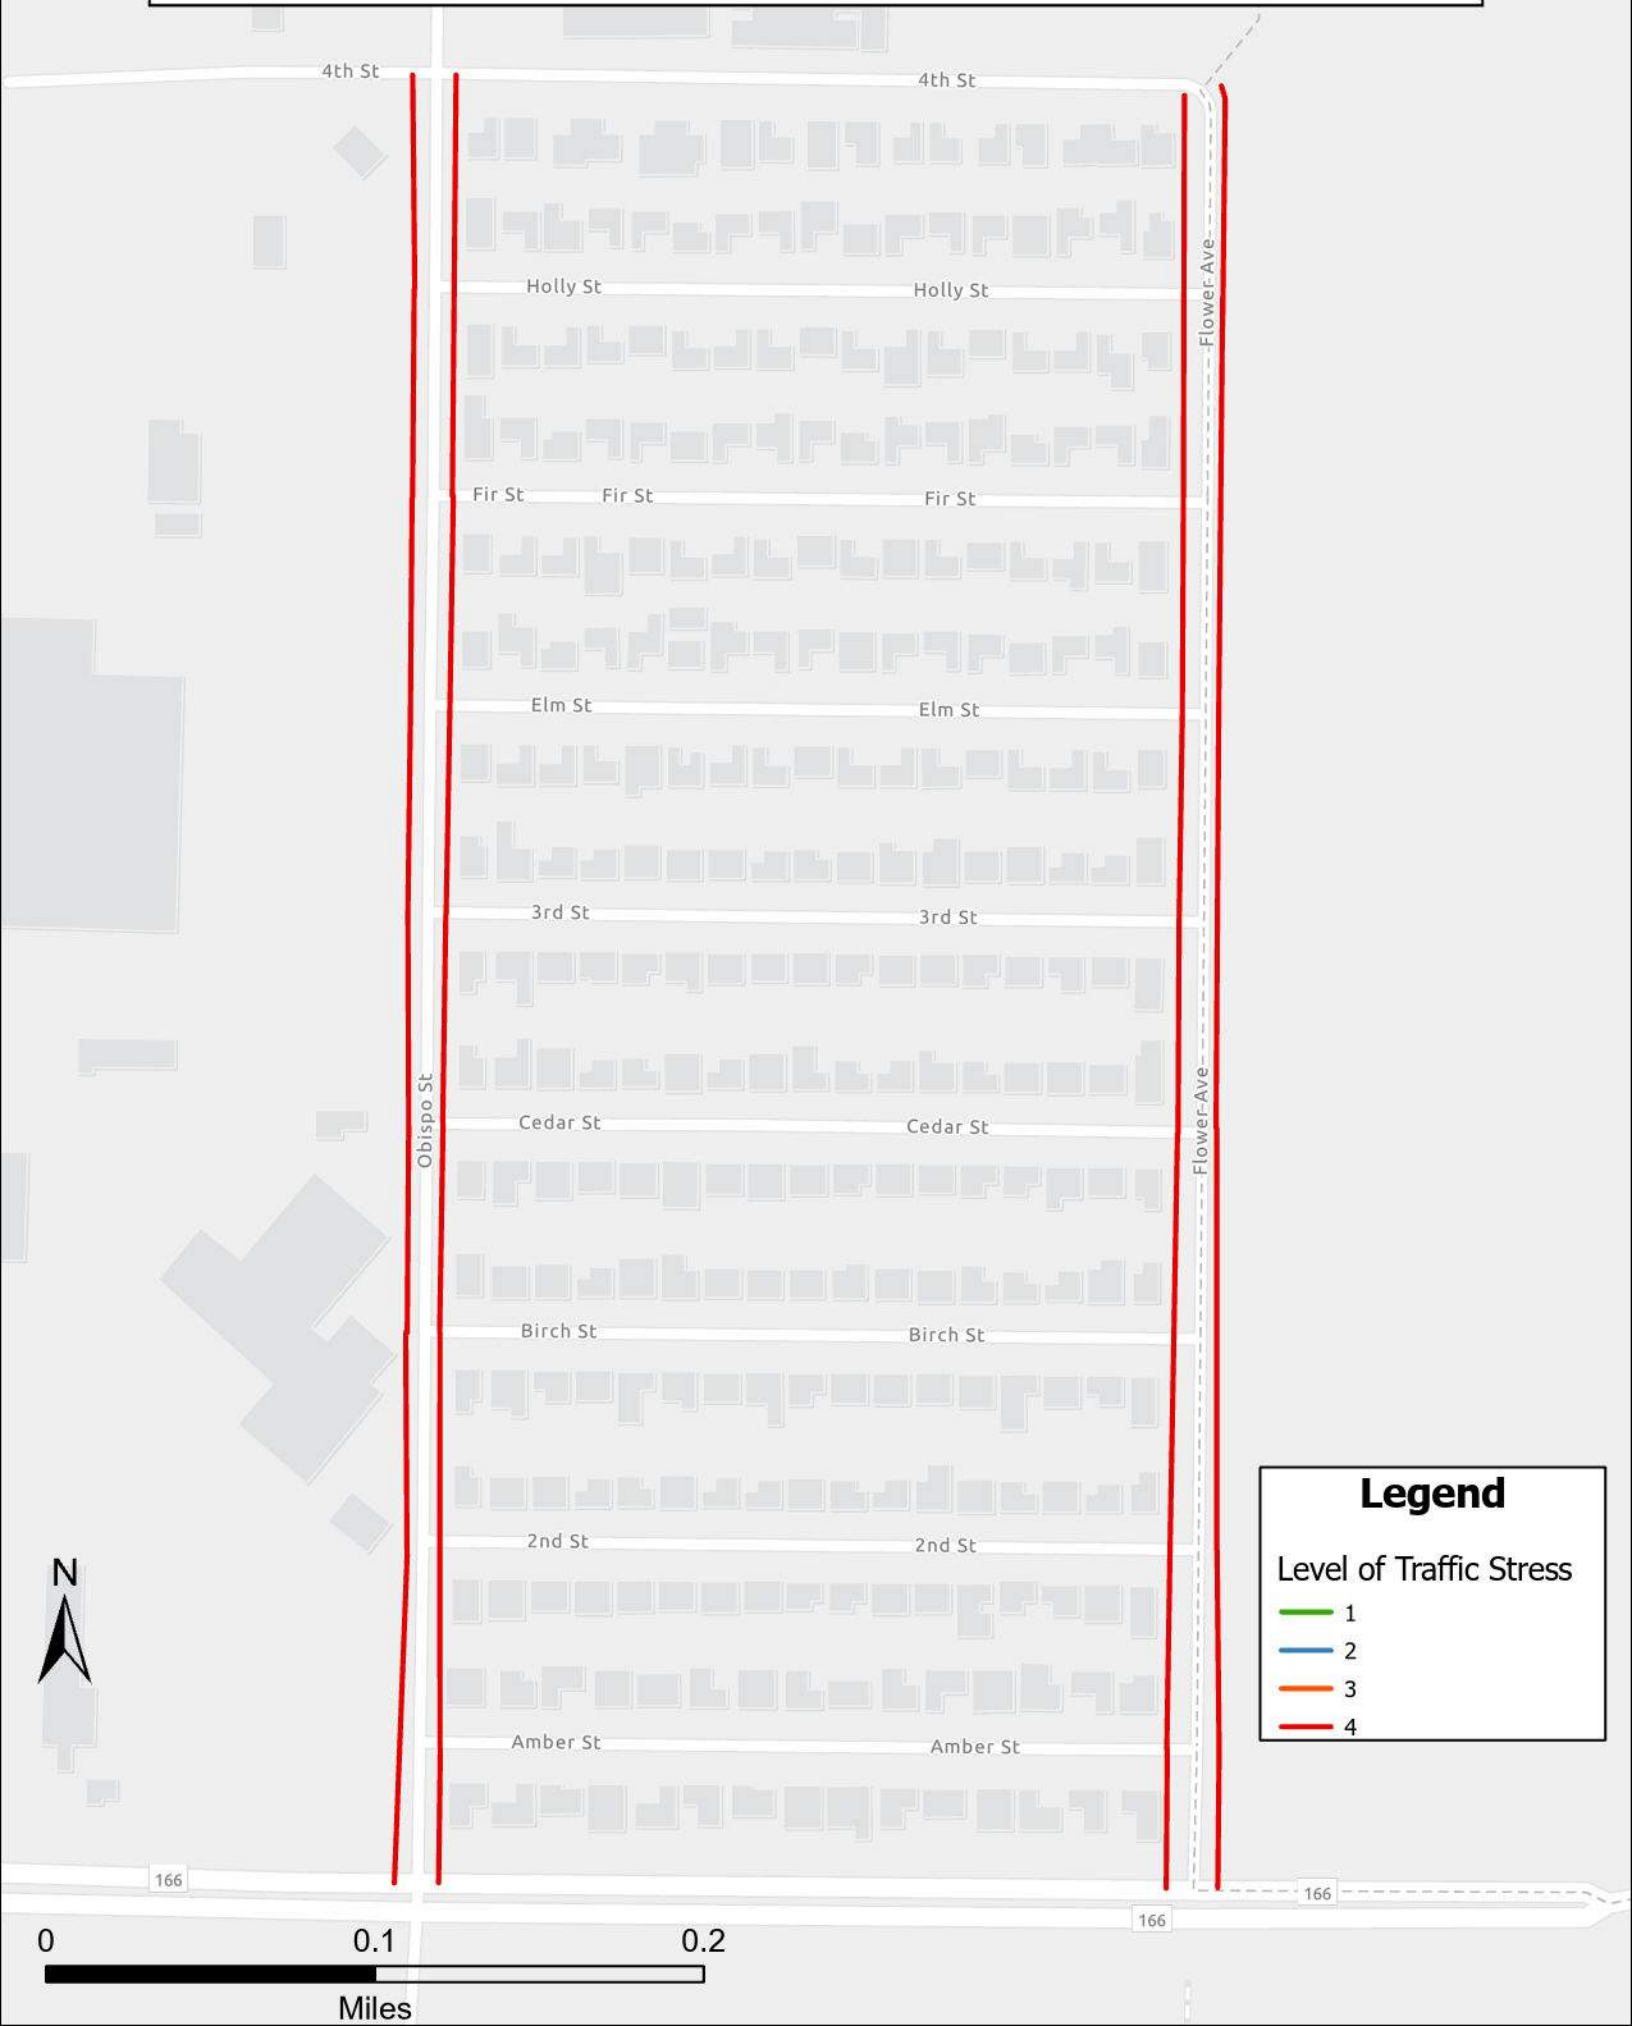 4th St
4th St
Flower Ave
Holly St
Holly St
Fir St
Fir St
Fir St
Elm St
Elm St
3rd St
3rd St
Obispo St
Flower Ave
Cedar St
Cedar St
Birch St
Birch St
Legend
2nd St
2nd St
N
Level of Traffic Stress
1
2
3
4
Amber St
Amber St
166
166
166
0 0.1 0.2
Miles